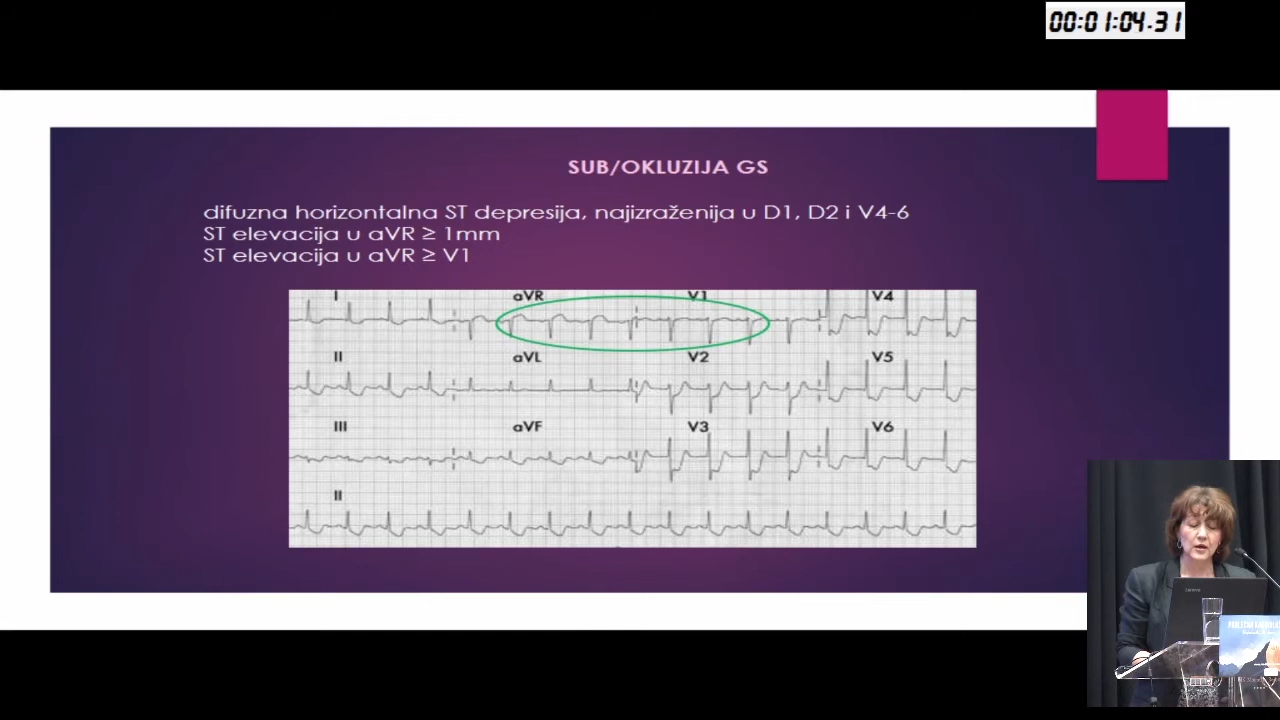 00:01:04.31
SUB/OKLUZIJA GS
difuzna horizontalna ST depresija, najizraženija u D1, D2 i V4-6
ST elevacija u aVR ≥ 1mm
ST elevacija u aVR ≥ V1
I aVR V1 V4
II aVL V2 V5
III aVF V3 V6
II
Lenovo